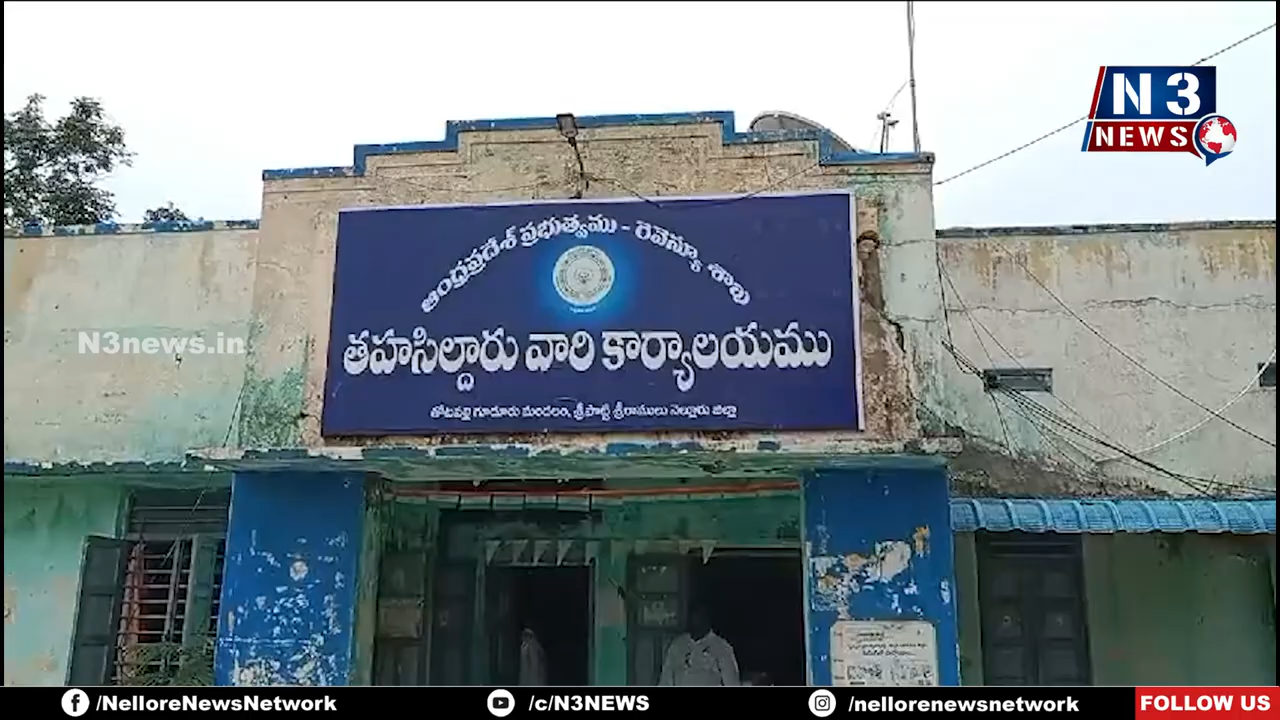 N3
NEWS
ఆంధ్రప్రదేశ్ ప్రభుత్వము - రెవెన్యూ శాఖ
తహసిల్దారు వారి కార్యాలయము
తోటపల్లి గూడూరు మండలం, శ్రీ పొట్టి శ్రీరాములు నెల్లూరు జిల్లా
N3news.in
/NelloreNewsNetwork
/c/N3NEWS
/nellorenewsnetwork
FOLLOW US